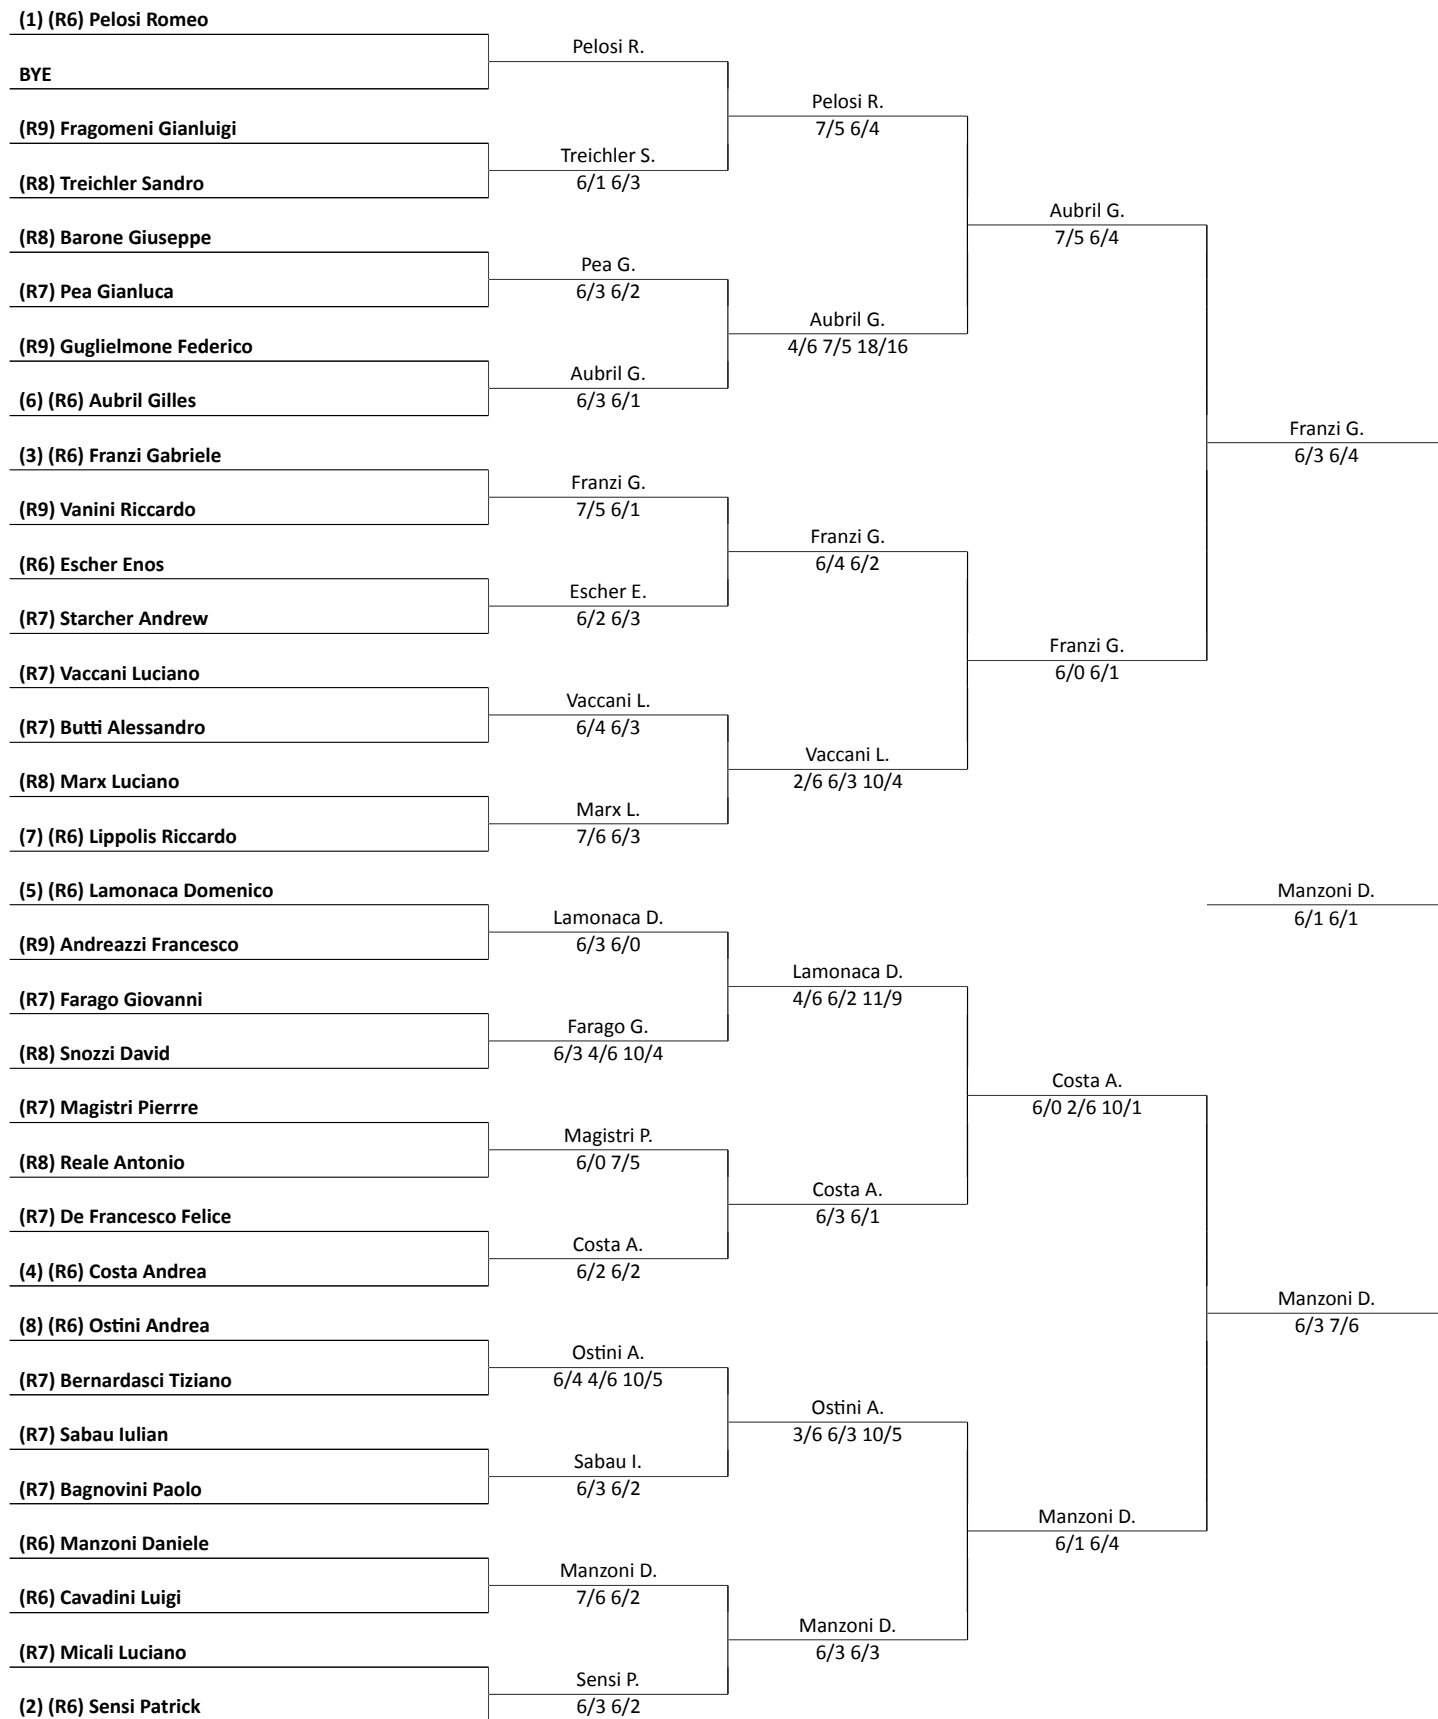 (1) (R6) Pelosi Romeo
Pelosi R.
BYE
Pelosi R.
7/5 6/4
(R9) Fragomeni Gianluigi
Treichler S.
6/1 6/3
(R8) Treichler Sandro
Aubril G.
7/5 6/4
(R8) Barone Giuseppe
Pea G.
6/3 6/2
(R7) Pea Gianluca
Aubril G.
4/6 7/5 18/16
(R9) Guglielmone Federico
Aubril G.
6/3 6/1
(6) (R6) Aubril Gilles
Franzi G.
6/3 6/4
(3) (R6) Franzi Gabriele
Franzi G.
7/5 6/1
(R9) Vanini Riccardo
Franzi G.
6/4 6/2
(R6) Escher Enos
Escher E.
6/2 6/3
(R7) Starcher Andrew
Franzi G.
6/0 6/1
(R7) Vaccani Luciano
Vaccani L.
6/4 6/3
(R7) Butti Alessandro
Vaccani L.
2/6 6/3 10/4
(R8) Marx Luciano
Marx L.
7/6 6/3
(7) (R6) Lippolis Riccardo
(5) (R6) Lamonaca Domenico
Manzoni D.
6/1 6/1
Lamonaca D.
6/3 6/0
(R9) Andreazzi Francesco
Lamonaca D.
4/6 6/2 11/9
(R7) Farago Giovanni
Farago G.
6/3 4/6 10/4
(R8) Snozzi David
Costa A.
6/0 2/6 10/1
(R7) Magistri Pierrre
Magistri P.
6/0 7/5
(R8) Reale Antonio
Costa A.
6/3 6/1
(R7) De Francesco Felice
Costa A.
6/2 6/2
(4) (R6) Costa Andrea
Manzoni D.
6/3 7/6
(8) (R6) Ostini Andrea
Ostini A.
6/4 4/6 10/5
(R7) Bernardasci Tiziano
Ostini A.
3/6 6/3 10/5
(R7) Sabau Iulian
Sabau I.
6/3 6/2
(R7) Bagnovini Paolo
Manzoni D.
6/1 6/4
(R6) Manzoni Daniele
Manzoni D.
7/6 6/2
(R6) Cavadini Luigi
Manzoni D.
6/3 6/3
(R7) Micali Luciano
Sensi P.
6/3 6/2
(2) (R6) Sensi Patrick